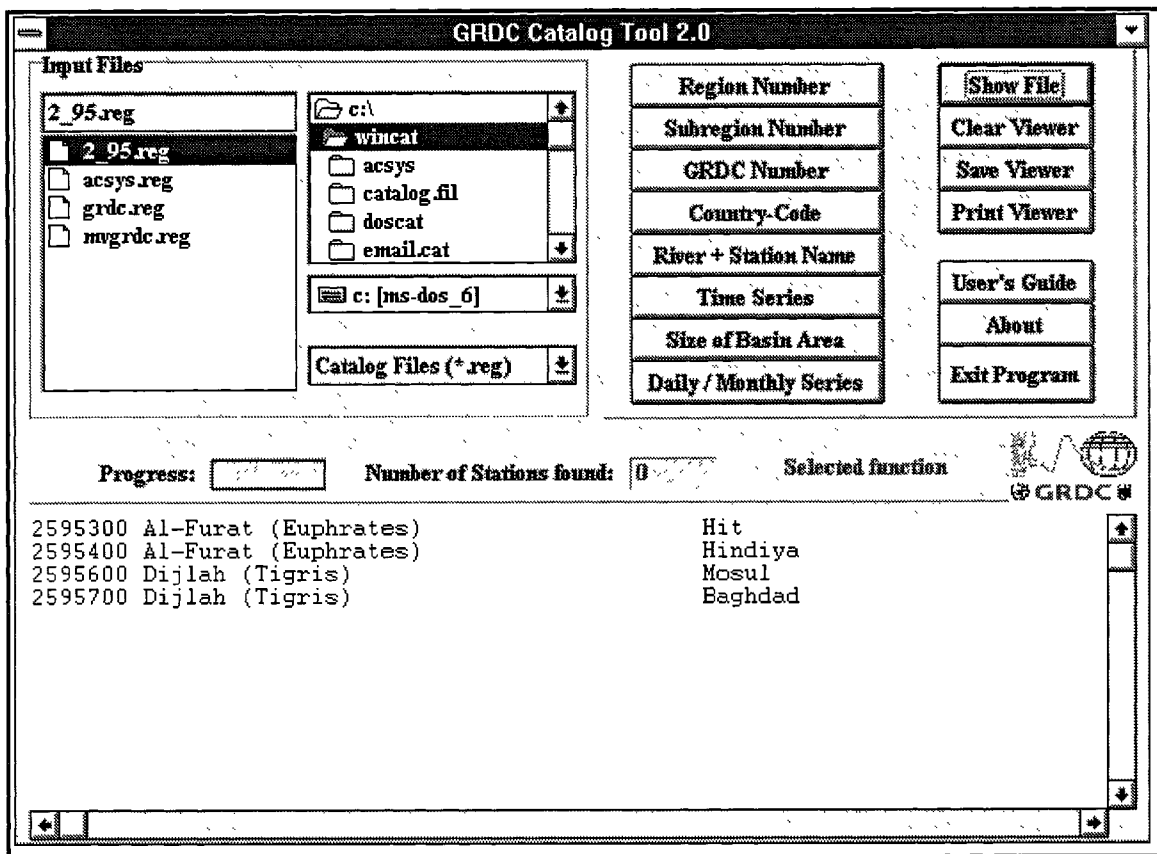 GRDC Catalog Tool 2.0
Input Files
2_95.reg
2_95.reg
acsys.reg
grdc.reg
mvgrdc.reg
c:\
wincat
acsys
catalog.fil
doscat
email.cat
c: [ms-dos_6]
Catalog Files (*.reg)
Region Number
Subregion Number
GRDC Number
Country-Code
River + Station Name
Time Series
Size of Basin Area
Daily / Monthly Series
Show File
Clear Viewer
Save Viewer
Print Viewer
User's Guide
About
Exit Program
Progress:
Number of Stations found: 0
Selected function
GRDC
2595300 Al-Furat (Euphrates) Hit
2595400 Al-Furat (Euphrates) Hindiya
2595600 Dijlah (Tigris) Mosul
2595700 Dijlah (Tigris) Baghdad